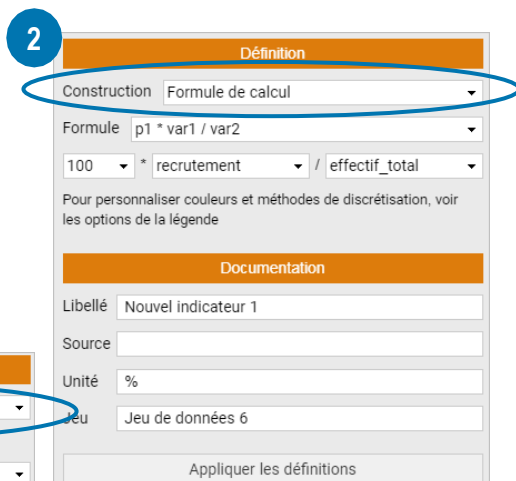 2
Définition
Construction Formule de calcul
Formule p1 * var1 / var2
100 * recrutement / effectif_total
Pour personnaliser couleurs et méthodes de discrétisation, voir
les options de la légende
Documentation
Libellé Nouvel indicateur 1
Source
Unité %
Jeu Jeu de données 6
Appliquer les définitions